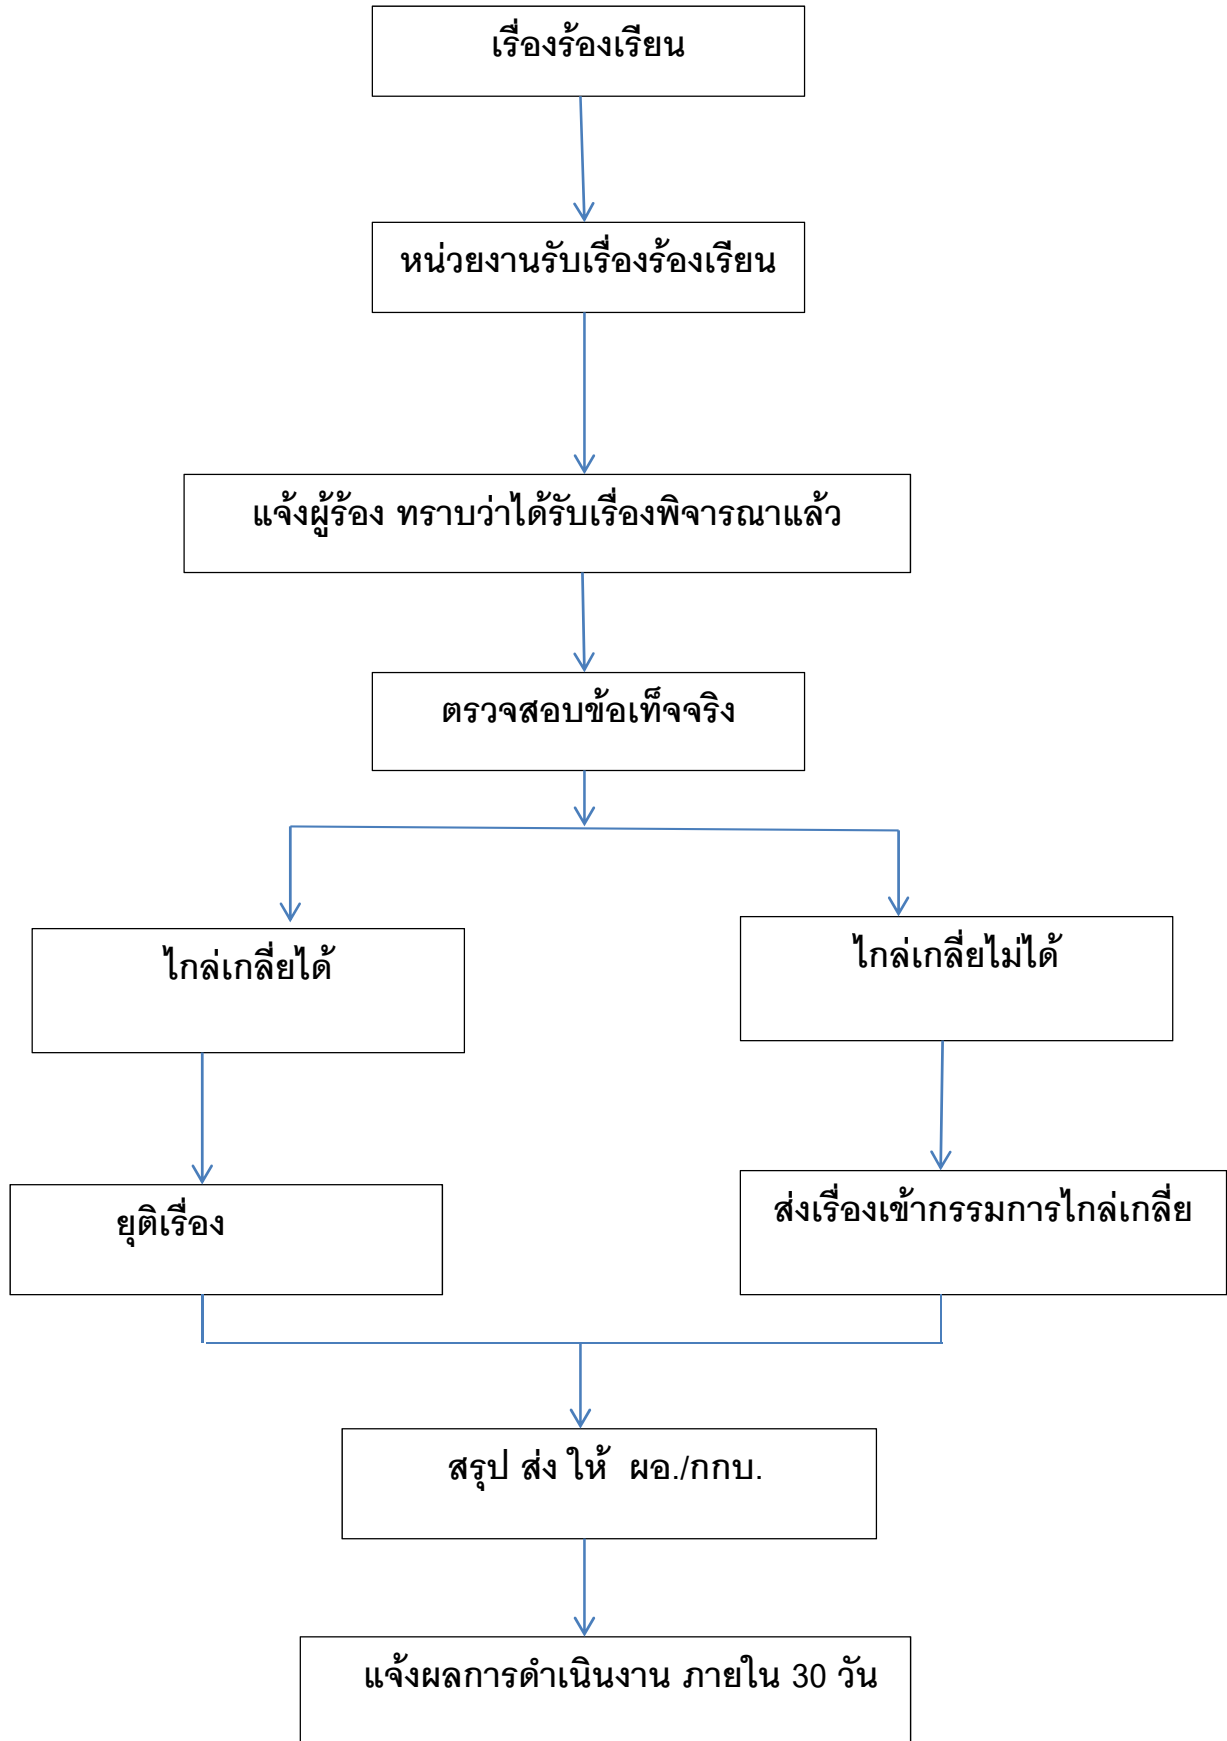 เรื่องร้องเรียน
หน่วยงานรับเรื่องร้องเรียน
แจ้งผู้ร้อง ทราบว่าได้รับเรื่องพิจารณาแล้ว
ตรวจสอบข้อเท็จจริง
ไกล่เกลี่ยได้
ไกล่เกลี่ยไม่ได้
ยุติเรื่อง
ส่งเรื่องเข้ากรรมการไกล่เกลี่ย
สรุป ส่ง ให้ ผอ./กกบ.
แจ้งผลการดำเนินงาน ภายใน 30 วัน